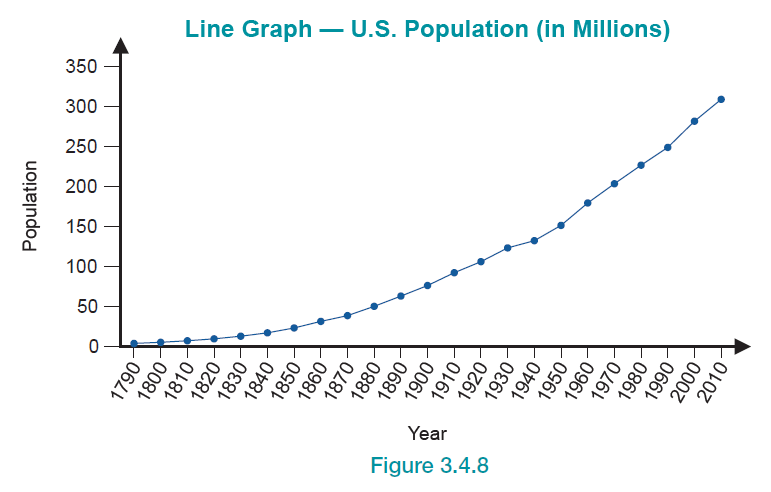 Line Graph — U.S. Population (in Millions)
350
300
250
200
150
100
50
0
Population
1790 1800 1810 1820 1830 1840 1850 1860 1870 1880 1890 1900 1910 1920 1930 1940 1950 1960 1970 1980 1990 2000 2010
Year
Figure 3.4.8